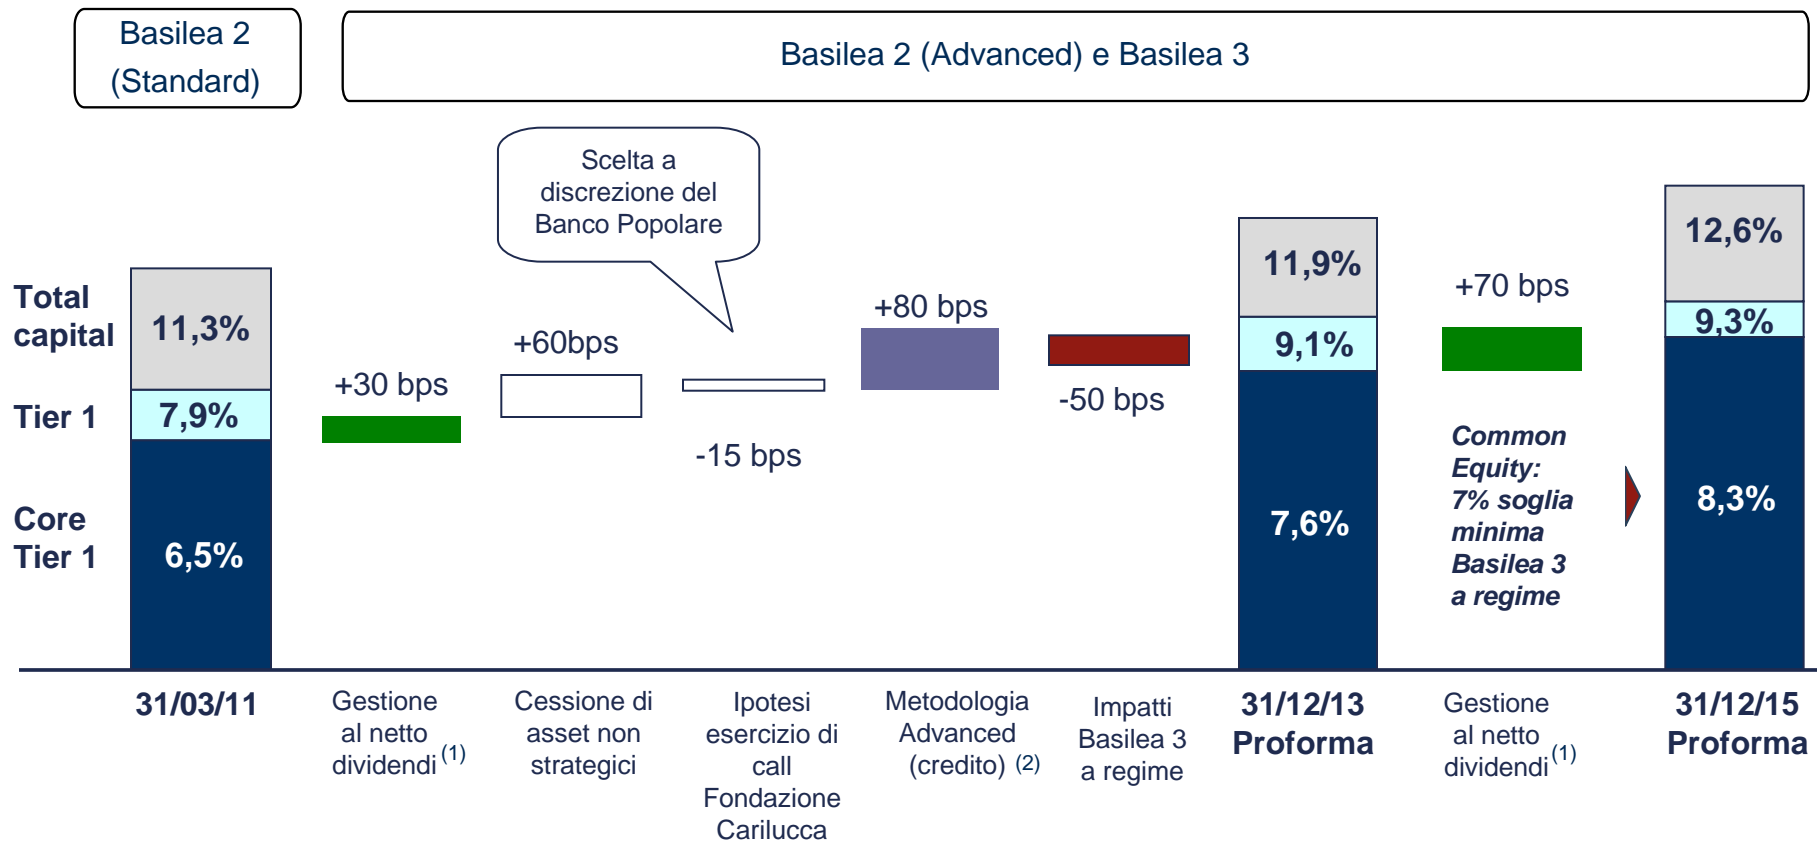 Basilea 2
(Standard)
Basilea 2 (Advanced) e Basilea 3
Scelta a
discrezione del
Banco Popolare
Total
capital
Tier 1
Core
Tier 1
11,3%
7,9%
6,5%
+30 bps
+60bps
-15 bps
+80 bps
-50 bps
11,9%
9,1%
7,6%
+70 bps
Common
Equity:
7% soglia
minima
Basilea 3
a regime
12,6%
9,3%
8,3%
31/03/11
Gestione
al netto
dividendi (1)
Cessione di
asset non
strategici
Ipotesi
esercizio di
call
Fondazione
Carilucca
Metodologia
Advanced
(credito) (2)
Impatti
Basilea 3
a regime
31/12/13
Proforma
Gestione
al netto
dividendi (1)
31/12/15
Proforma